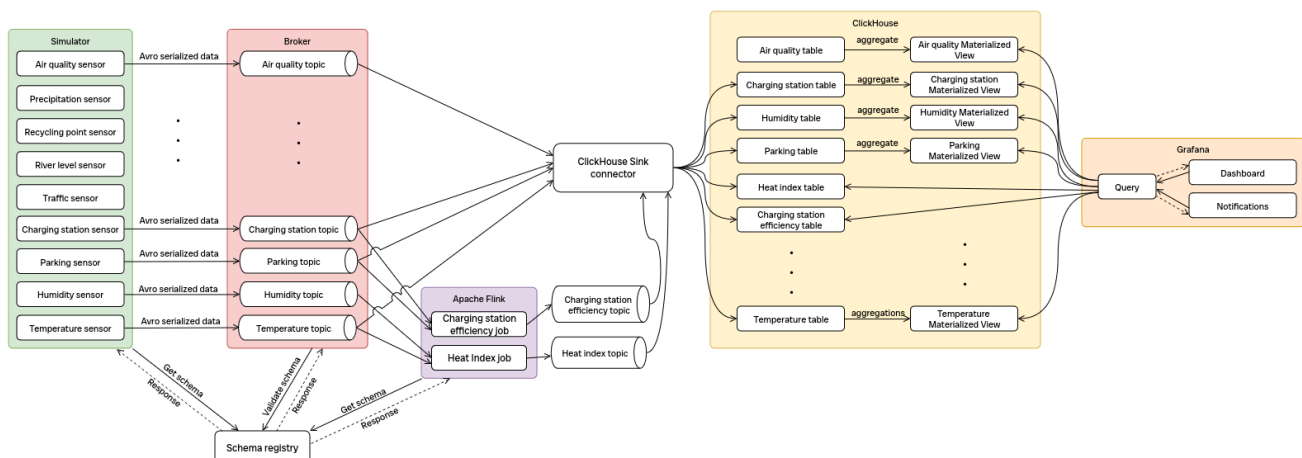 Simulator
Air quality sensor
Precipitation sensor
Recycling point sensor
River level sensor
Traffic sensor
Charging station sensor
Parking sensor
Humidity sensor
Temperature sensor
Avro serialized data
Avro serialized data
Avro serialized data
Avro serialized data
Avro serialized data
Broker
Air quality topic
Charging station topic
Parking topic
Humidity topic
Temperature topic
Get schema
Response
Validate schema
Response
Get schema
Response
Schema registry
Apache Flink
Charging station
efficiency job
Heat Index job
Charging station
efficiency topic
Heat index topic
ClickHouse Sink
connector
ClickHouse
Air quality table
aggregate
Air quality Materialized
View
Charging station table
aggregate
Charging station
Materialized View
Humidity table
aggregate
Humidity Materialized
View
Parking table
aggregate
Parking
Materialized View
Heat index table
Charging station
efficiency table
Temperature table
aggregations
Temperature
Materialized View
Grafana
Query
Dashboard
Notifications